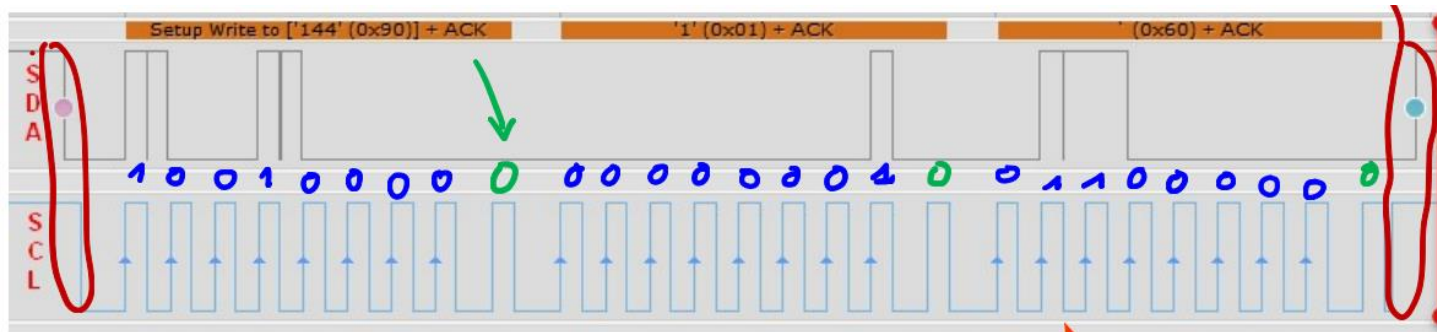 Setup Write to ['144' (0x90)] + ACK
'1' (0x01) + ACK
` (0x60) + ACK
SDA
1 0 0 1 0 0 0 0 0 0 0 0 0 0 0 0 1 0 0 1 1 0 0 0 0 0 0
SCL